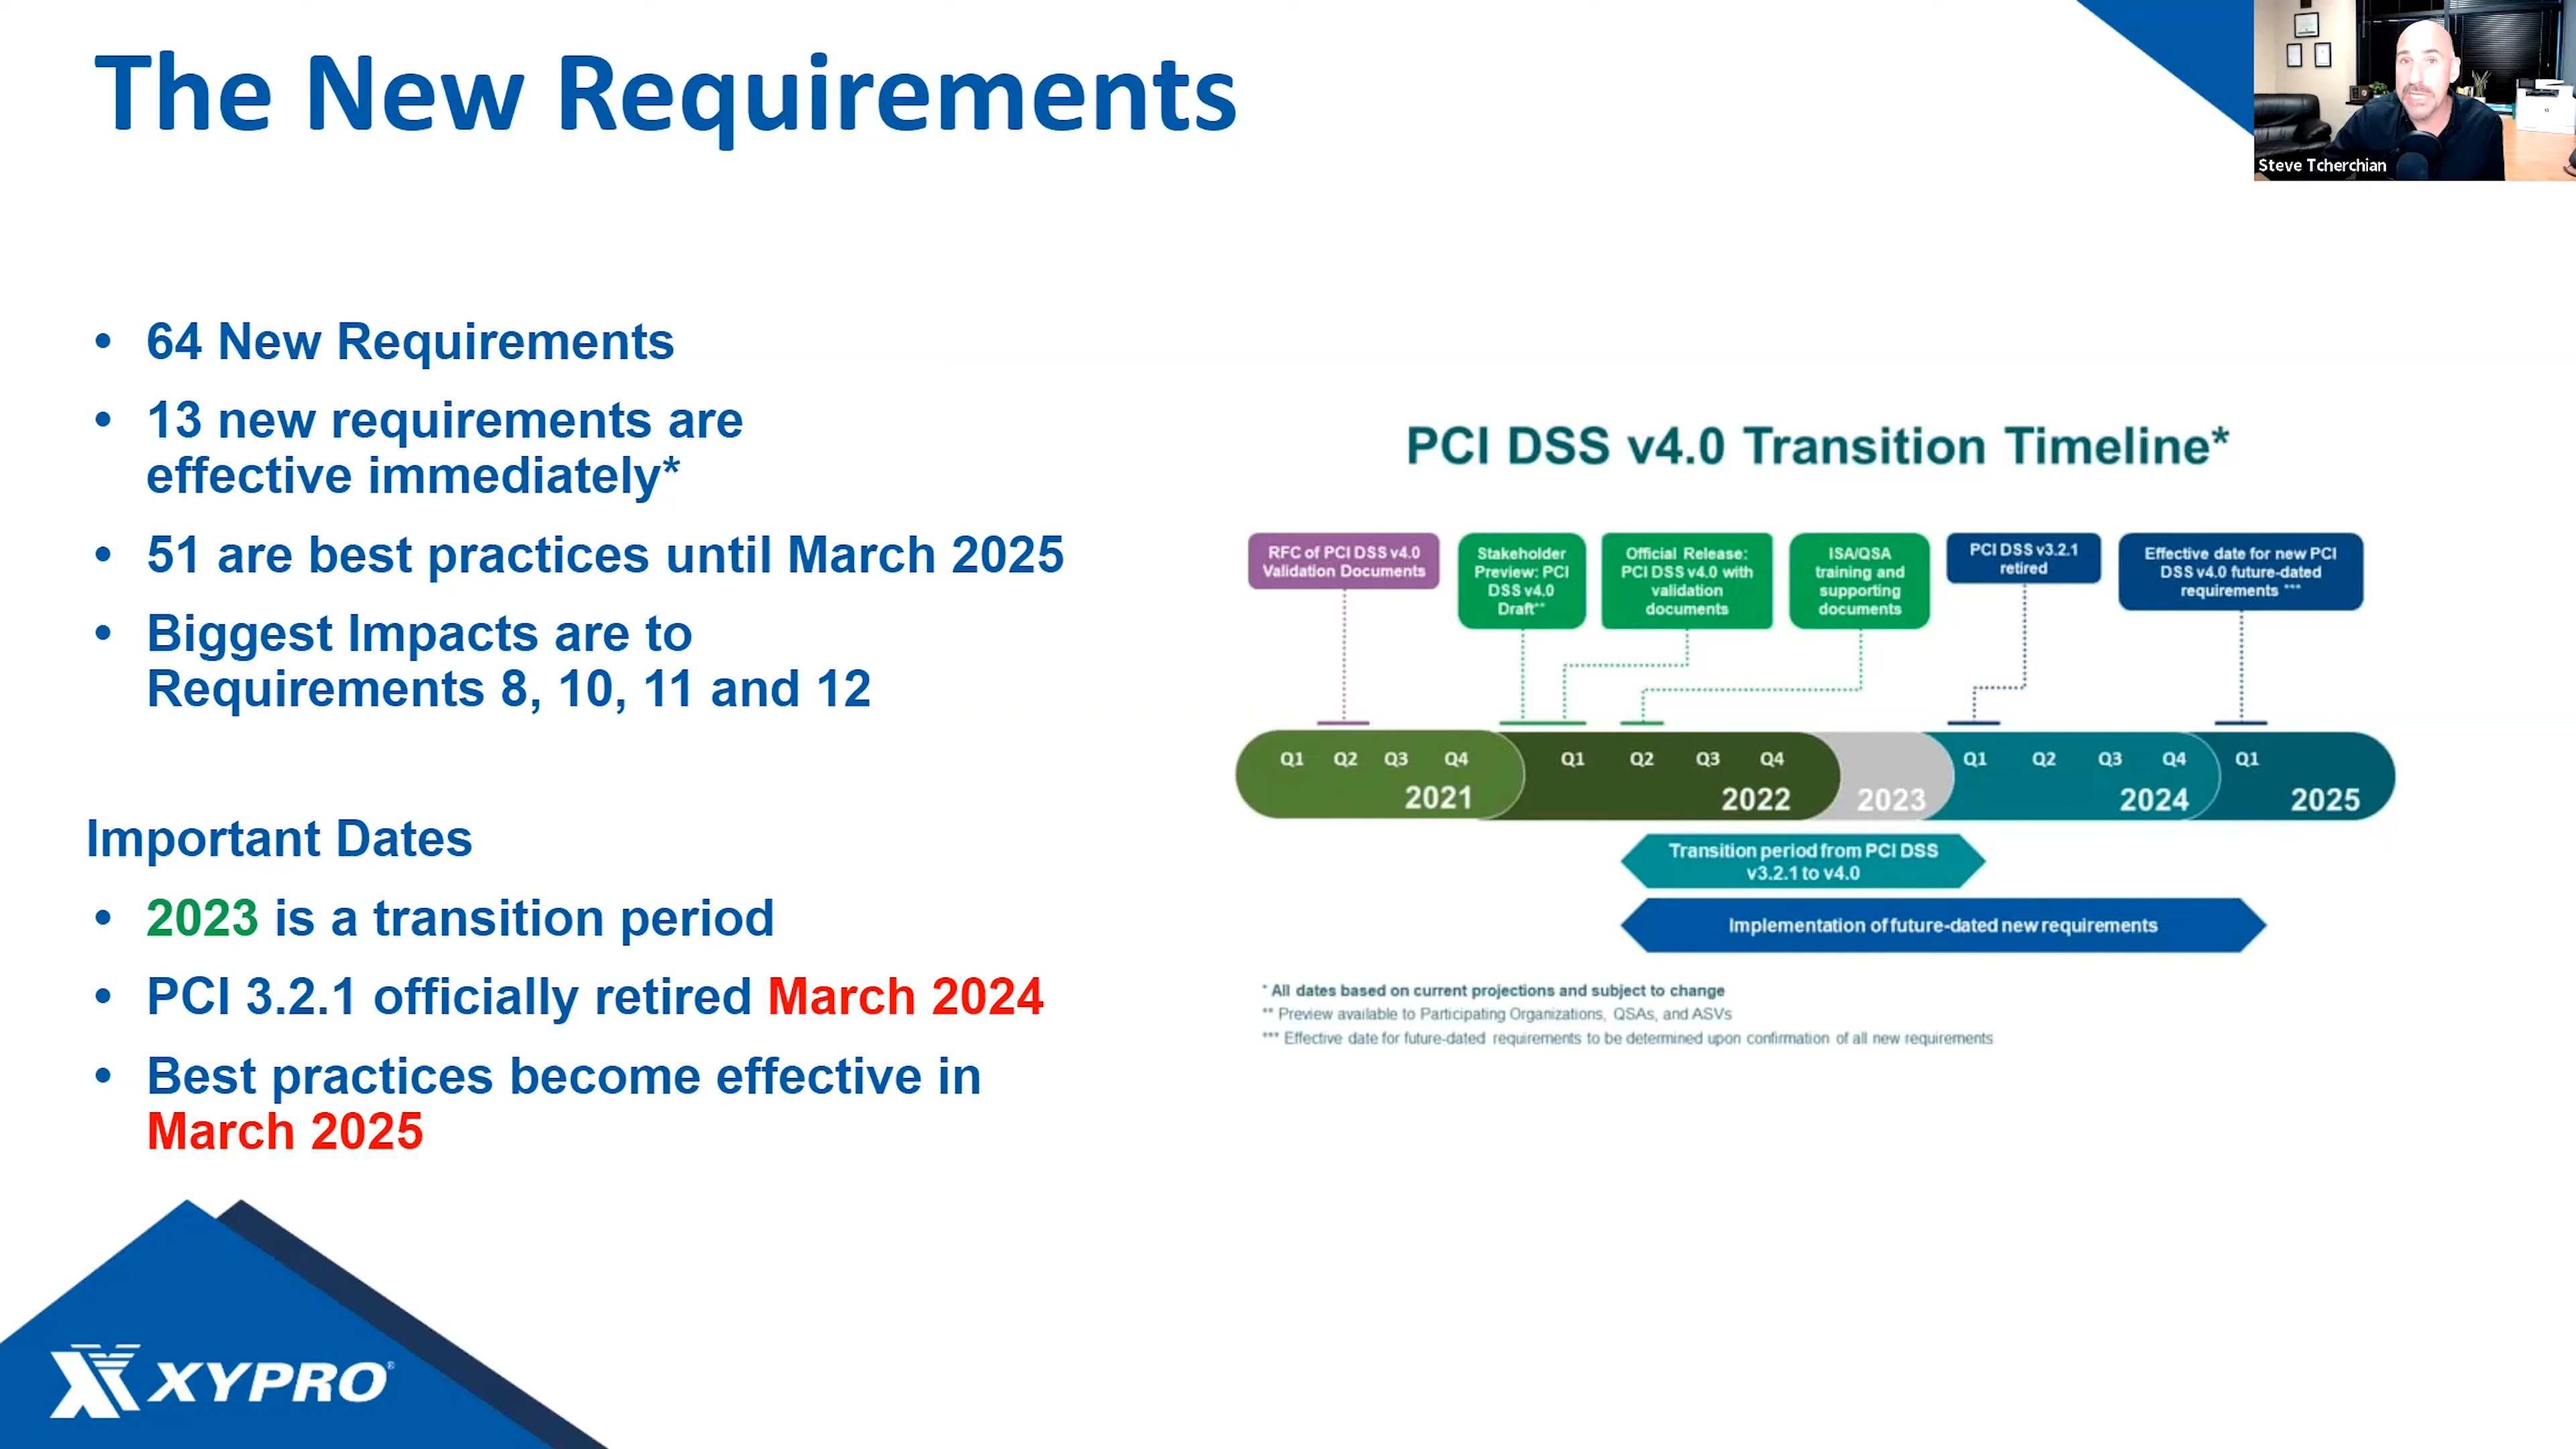 The New Requirements
Steve Tcherchian
• 64 New Requirements
• 13 new requirements are
effective immediately*
• 51 are best practices until March 2025
• Biggest Impacts are to
Requirements 8, 10, 11 and 12
Important Dates
• 2023 is a transition period
• PCI 3.2.1 officially retired March 2024
• Best practices become effective in
March 2025
PCI DSS v4.0 Transition Timeline*
RFC of PCI DSS v4.0
Validation Documents
Stakeholder
Preview: PCI
DSS v4.0
Draft**
Official Release:
PCI DSS v4.0 with
validation
documents
ISA/QSA
training and
supporting
documents
PCI DSS v3.2.1
retired
Effective date for new PCI
DSS v4.0 future-dated
requirements ***
Q1 Q2 Q3 Q4 Q1 Q2 Q3 Q4 Q1 Q2 Q3 Q4 Q1
2021 2022 2023 2024 2025
Transition period from PCI DSS
v3.2.1 to v4.0
Implementation of future-dated new requirements
* All dates based on current projections and subject to change
** Preview available to Participating Organizations, QSAs, and ASVs
*** Effective date for future-dated requirements to be determined upon confirmation of all new requirements
XYPRO®